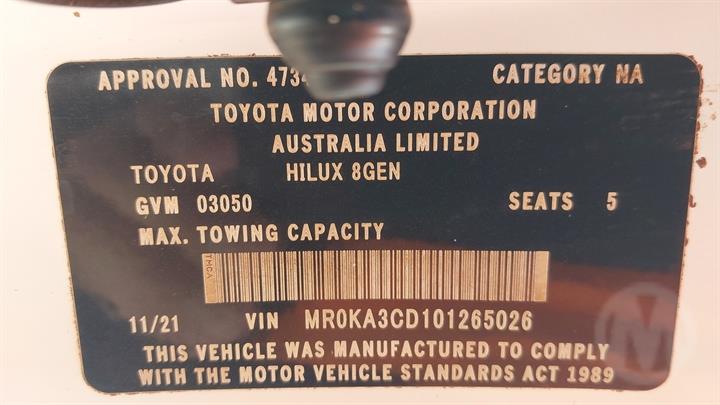 APPROVAL NO. CATEGORY NA
TOYOTA MOTOR CORPORATION
AUSTRALIA LIMITED
TOYOTA HILUX 8GEN
GVM 03050 SEATS 5
MAX. TOWING CAPACITY
TMCA
11/21 VIN MR0KA3CD101265026
THIS VEHICLE WAS MANUFACTURED TO COMPLY
WITH THE MOTOR VEHICLE STANDARDS ACT 1989
M